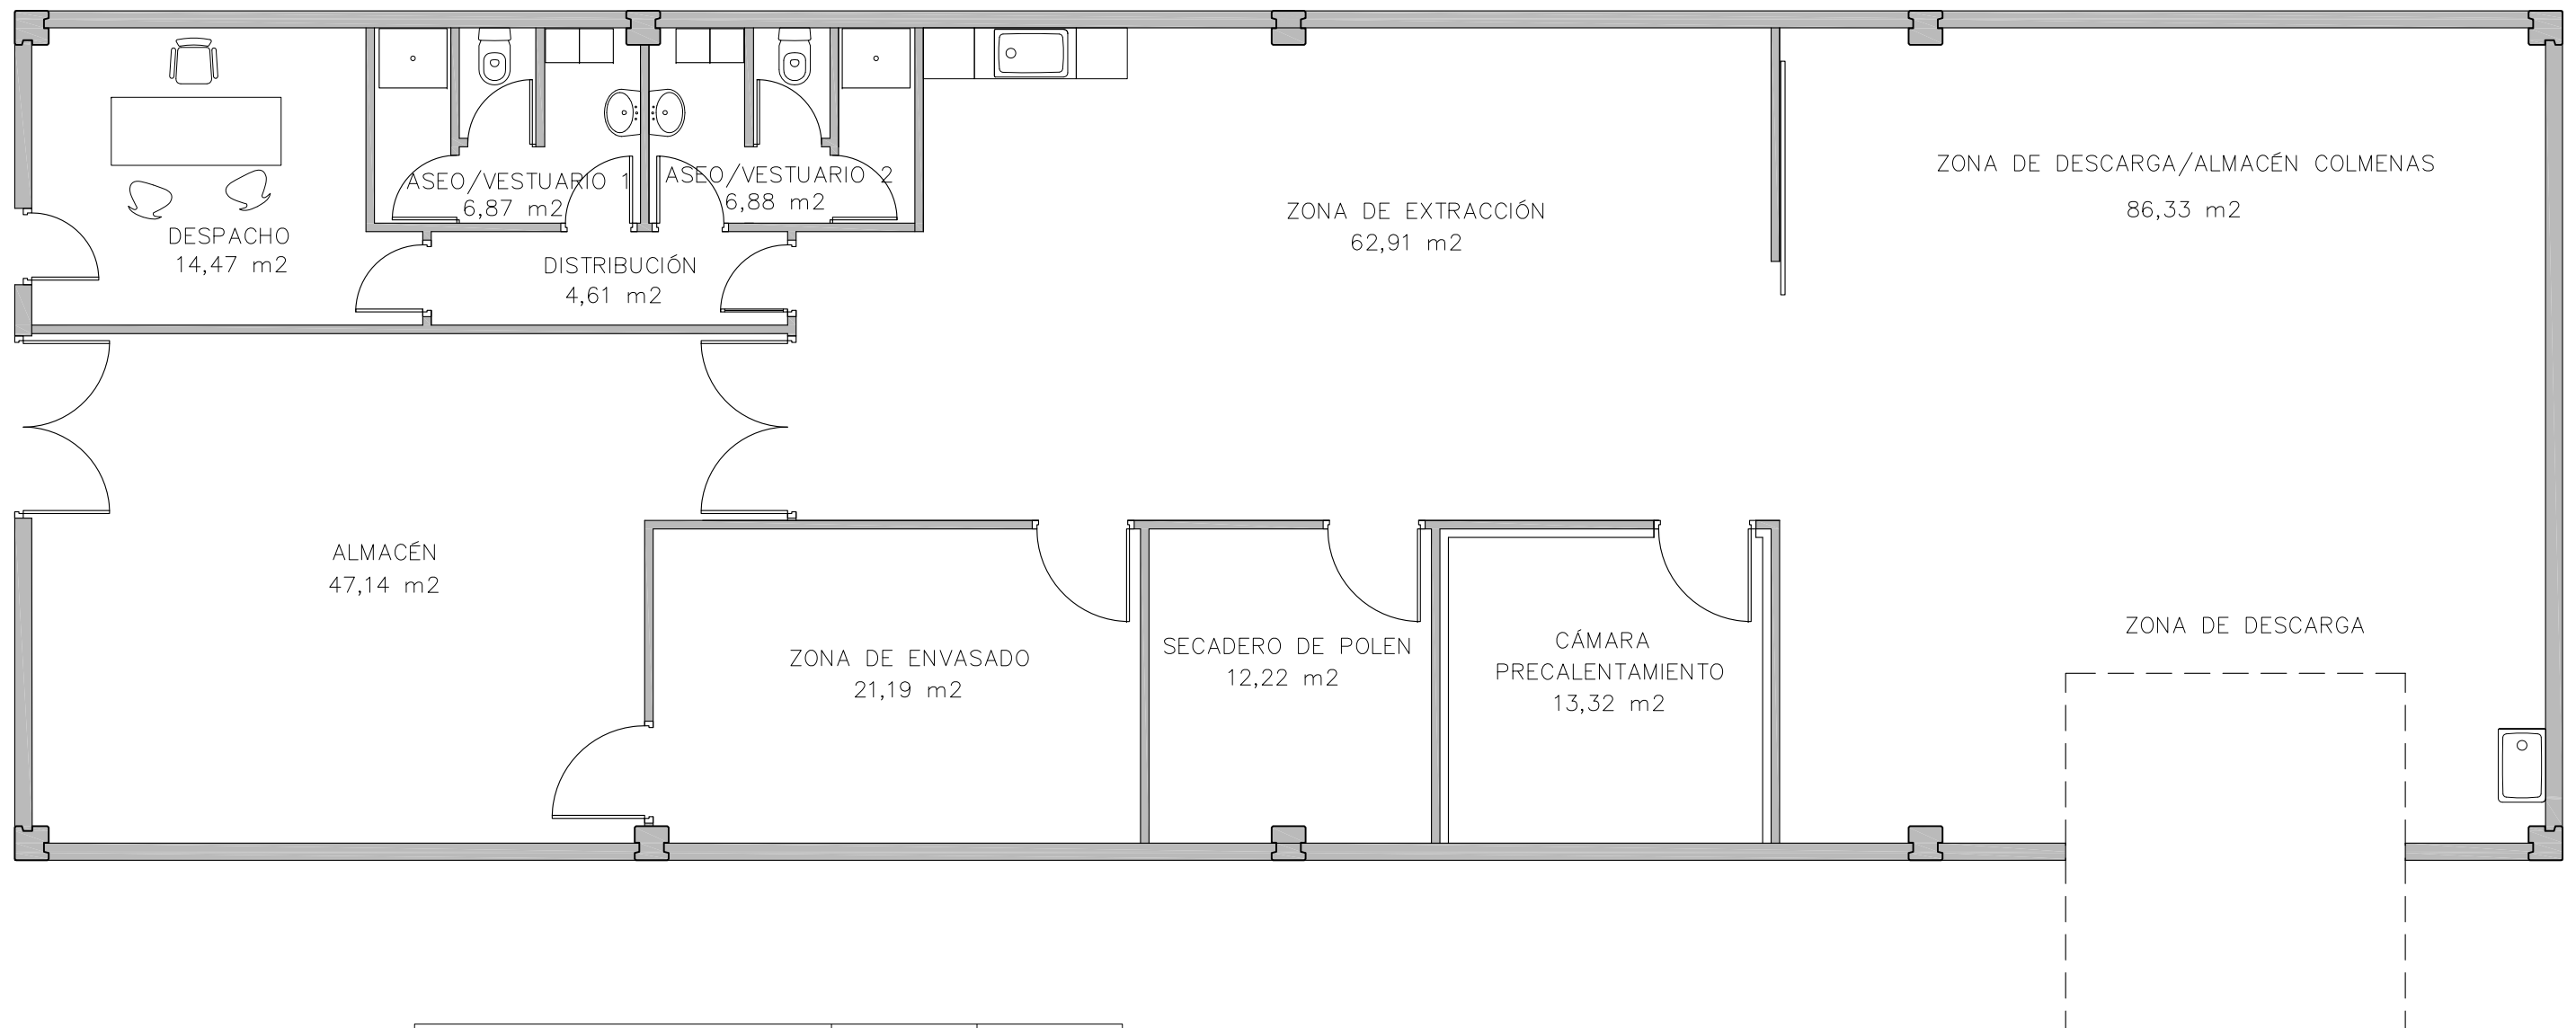 ASEO/VESTUARIO 1
6,87 m2
ASEO/VESTUARIO 2
6,88 m2
DESPACHO
14,47 m2
DISTRIBUCIÓN
4,61 m2
ZONA DE EXTRACCIÓN
62,91 m2
ZONA DE DESCARGA/ALMACÉN COLMENAS
86,33 m2
ALMACÉN
47,14 m2
ZONA DE ENVASADO
21,19 m2
SECADERO DE POLEN
12,22 m2
CÁMARA
PRECALENTAMIENTO
13,32 m2
ZONA DE DESCARGA